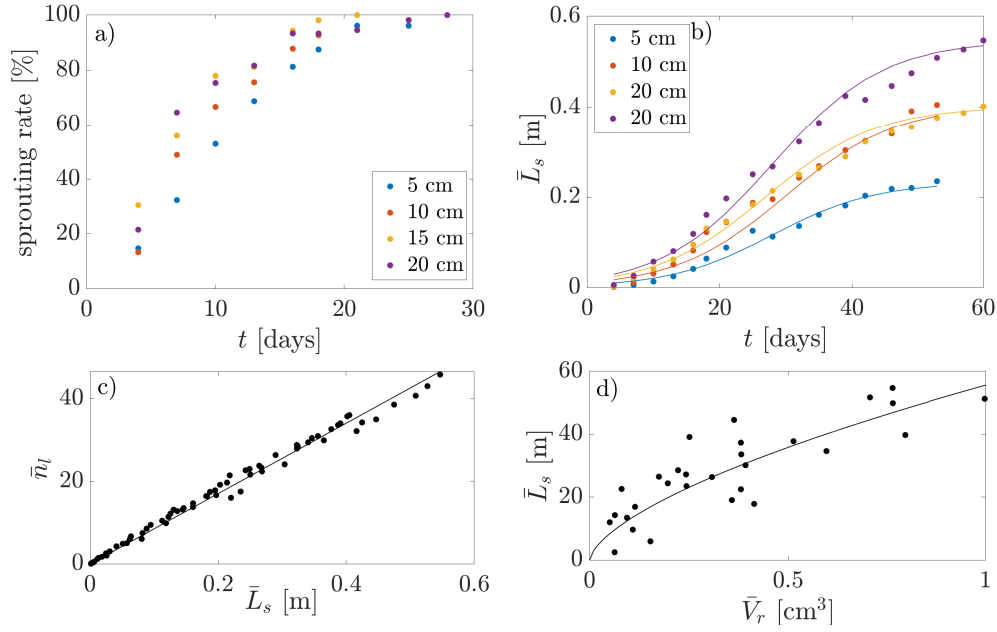 a)
sprouting rate [%]
100
80
60
40
20
0
0 10 20 30
t [days]
5 cm
10 cm
15 cm
20 cm
b)
L̄ₛ [m]
0.8
0.6
0.4
0.2
0
0 20 40 60
t [days]
5 cm
10 cm
20 cm
20 cm
c)
n̄ₗ
40
20
0
0 0.2 0.4 0.6
L̄ₛ [m]
d)
L̄ₛ [m]
60
40
20
0
0 0.5 1
V̄ᵣ [cm³]